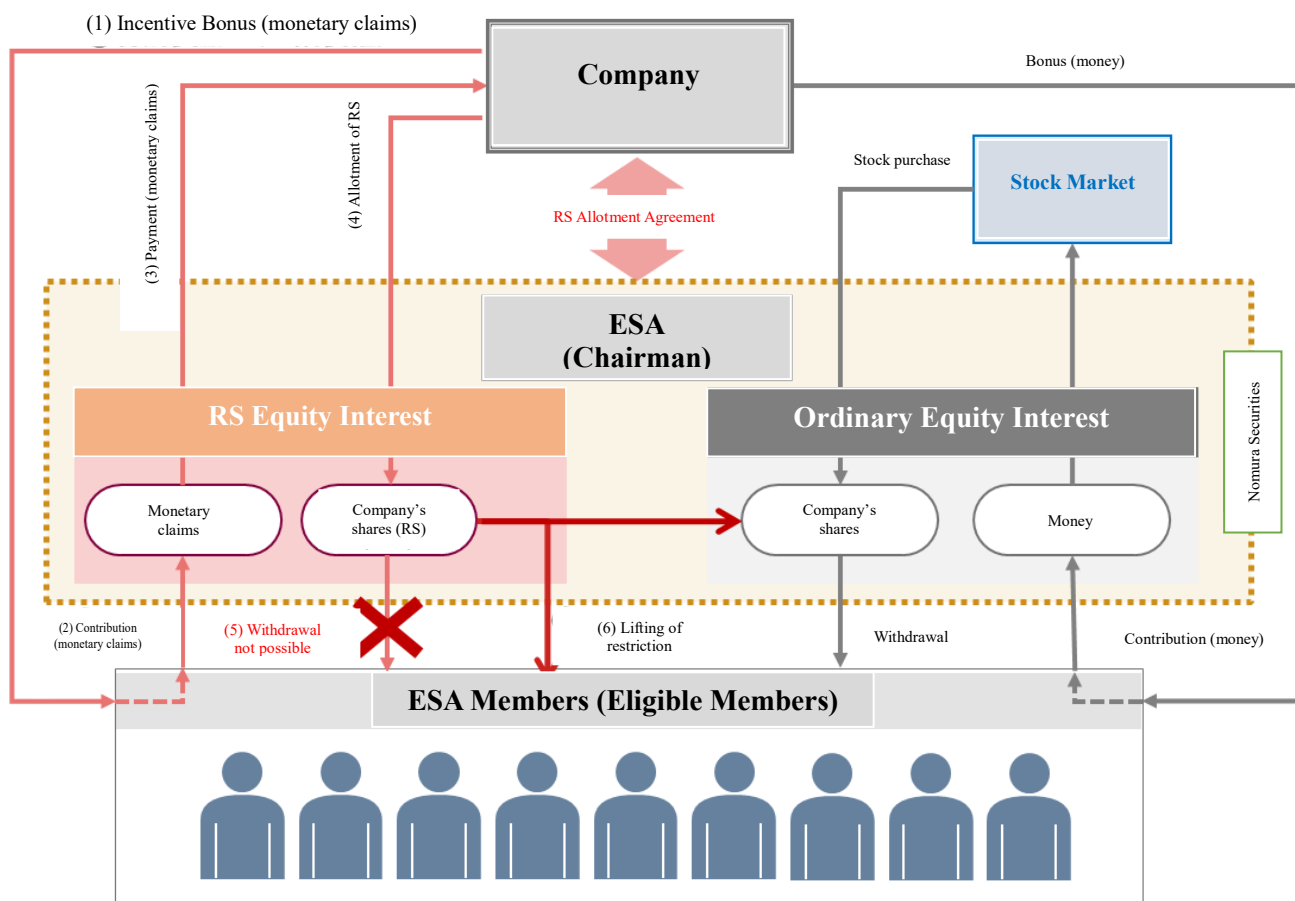 (1) Incentive Bonus (monetary claims)
Company
Bonus (money)
(3) Payment (monetary claims)
(4) Allotment of RS
Stock purchase
Stock Market
RS Allotment Agreement
ESA
(Chairman)
Nomura Securities
RS Equity Interest
Ordinary Equity Interest
Monetary
claims
Company's
shares (RS)
Company's
shares
Money
(2) Contribution
(monetary claims)
(5) Withdrawal
not possible
(6) Lifting of
restriction
Withdrawal
Contribution (money)
ESA Members (Eligible Members)